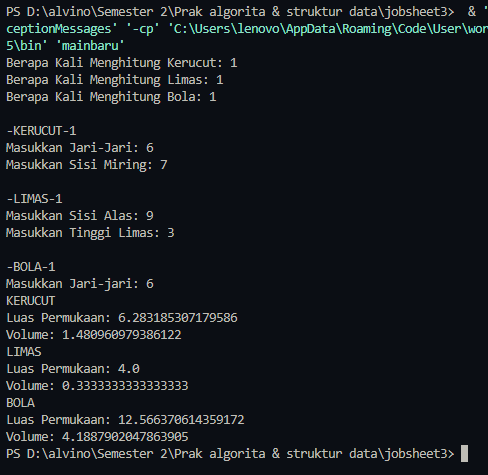 PS D:\alvino\Semester 2\Prak algorita & struktur data\jobsheet3>  & '
ceptionMessages' '-cp' 'C:\Users\lenovo\AppData\Roaming\Code\User\wor
5\bin' 'mainbaru'
Berapa Kali Menghitung Kerucut: 1
Berapa Kali Menghitung Limas: 1
Berapa Kali Menghitung Bola: 1

-KERUCUT-1
Masukkan Jari-Jari: 6
Masukkan Sisi Miring: 7

-LIMAS-1
Masukkan Sisi Alas: 9
Masukkan Tinggi Limas: 3

-BOLA-1
Masukkan Jari-jari: 6
KERUCUT
Luas Permukaan: 6.283185307179586
Volume: 1.480960979386122
LIMAS
Luas Permukaan: 4.0
Volume: 0.3333333333333333
BOLA
Luas Permukaan: 12.566370614359172
Volume: 4.1887902047863905
PS D:\alvino\Semester 2\Prak algorita & struktur data\jobsheet3>